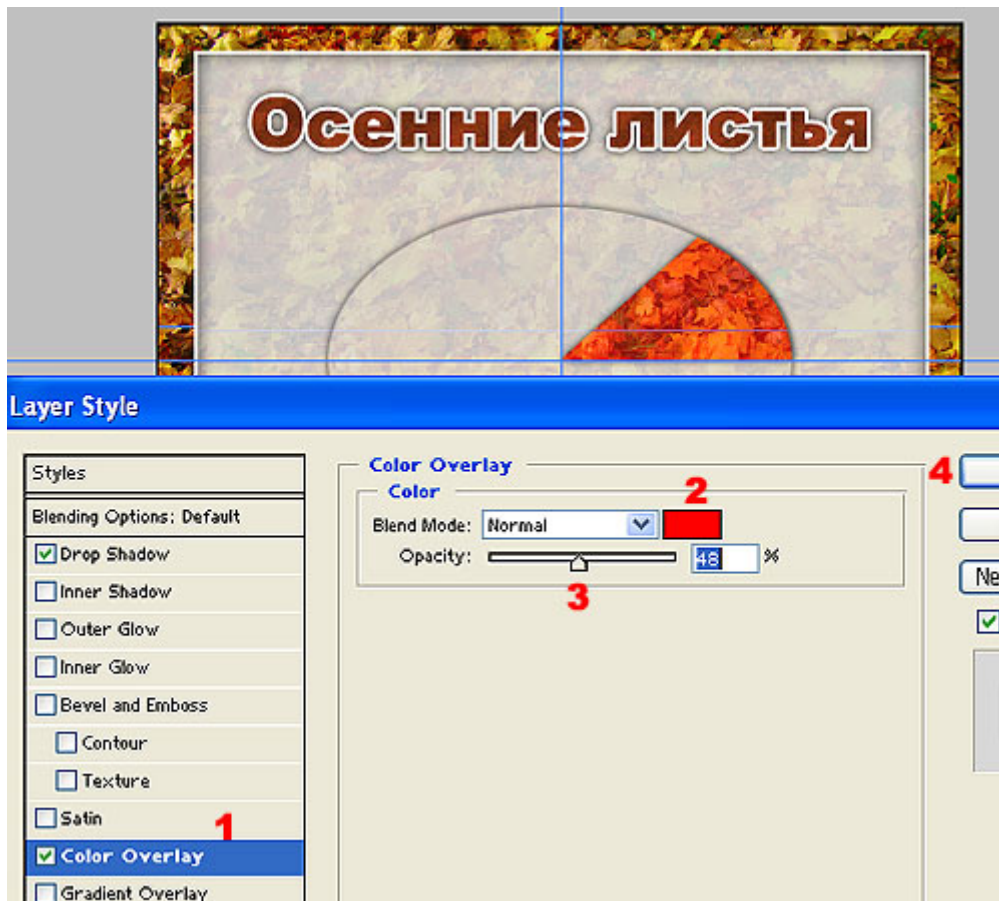 Осенние листья
Layer Style
Styles
Blending Options: Default
Drop Shadow
Inner Shadow
Outer Glow
Inner Glow
Bevel and Emboss
Contour
Texture
Satin
1
Color Overlay
Gradient Overlay
Color Overlay
Color
2
Blend Mode: Normal
Opacity: 48 %
3
4
Ne